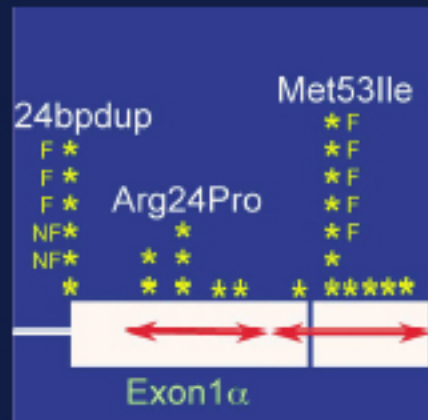 Met53Ile
24bpdup
* F
F * * F
F * Arg24Pro * F
F * * F
NF* * * F
NF* * * *
* * * ** * *****
Exon1α